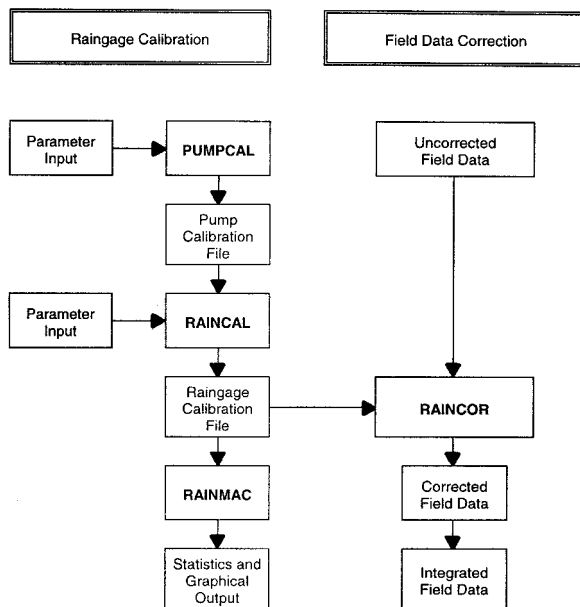 Raingage Calibration
Field Data Correction
Parameter
Input
PUMPCAL
Uncorrected
Field Data
Pump
Calibration
File
Parameter
Input
RAINCAL
Raingage
Calibration
File
RAINCOR
RAINMAC
Corrected
Field Data
Statistics and
Graphical
Output
Integrated
Field Data